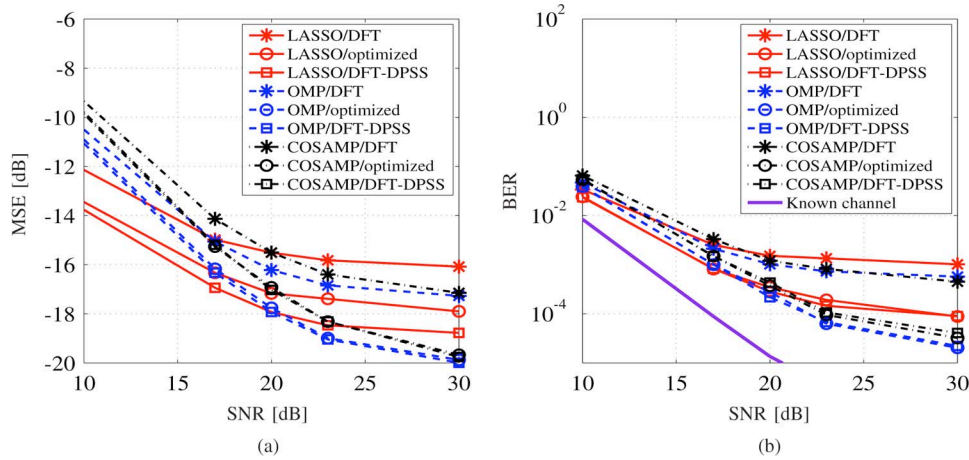 -6
-8
-10
-12
-14
-16
-18
-20
MSE [dB]
10
15
20
25
30
SNR [dB]
LASSO/DFT
LASSO/optimized
LASSO/DFT-DPSS
OMP/DFT
OMP/optimized
OMP/DFT-DPSS
COSAMP/DFT
COSAMP/optimized
COSAMP/DFT-DPSS
(a)
10^2
10^0
10^-2
10^-4
BER
10
15
20
25
30
SNR [dB]
LASSO/DFT
LASSO/optimized
LASSO/DFT-DPSS
OMP/DFT
OMP/optimized
OMP/DFT-DPSS
COSAMP/DFT
COSAMP/optimized
COSAMP/DFT-DPSS
Known channel
(b)